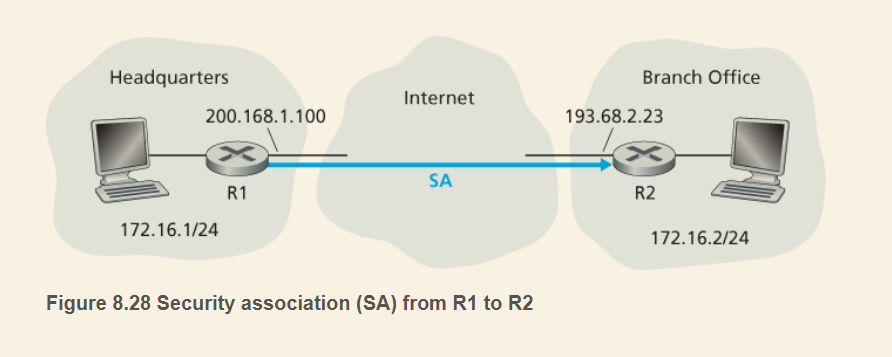 Headquarters
Branch Office
Internet
200.168.1.100
193.68.2.23
SA
R1
R2
172.16.1/24
172.16.2/24
Figure 8.28 Security association (SA) from R1 to R2